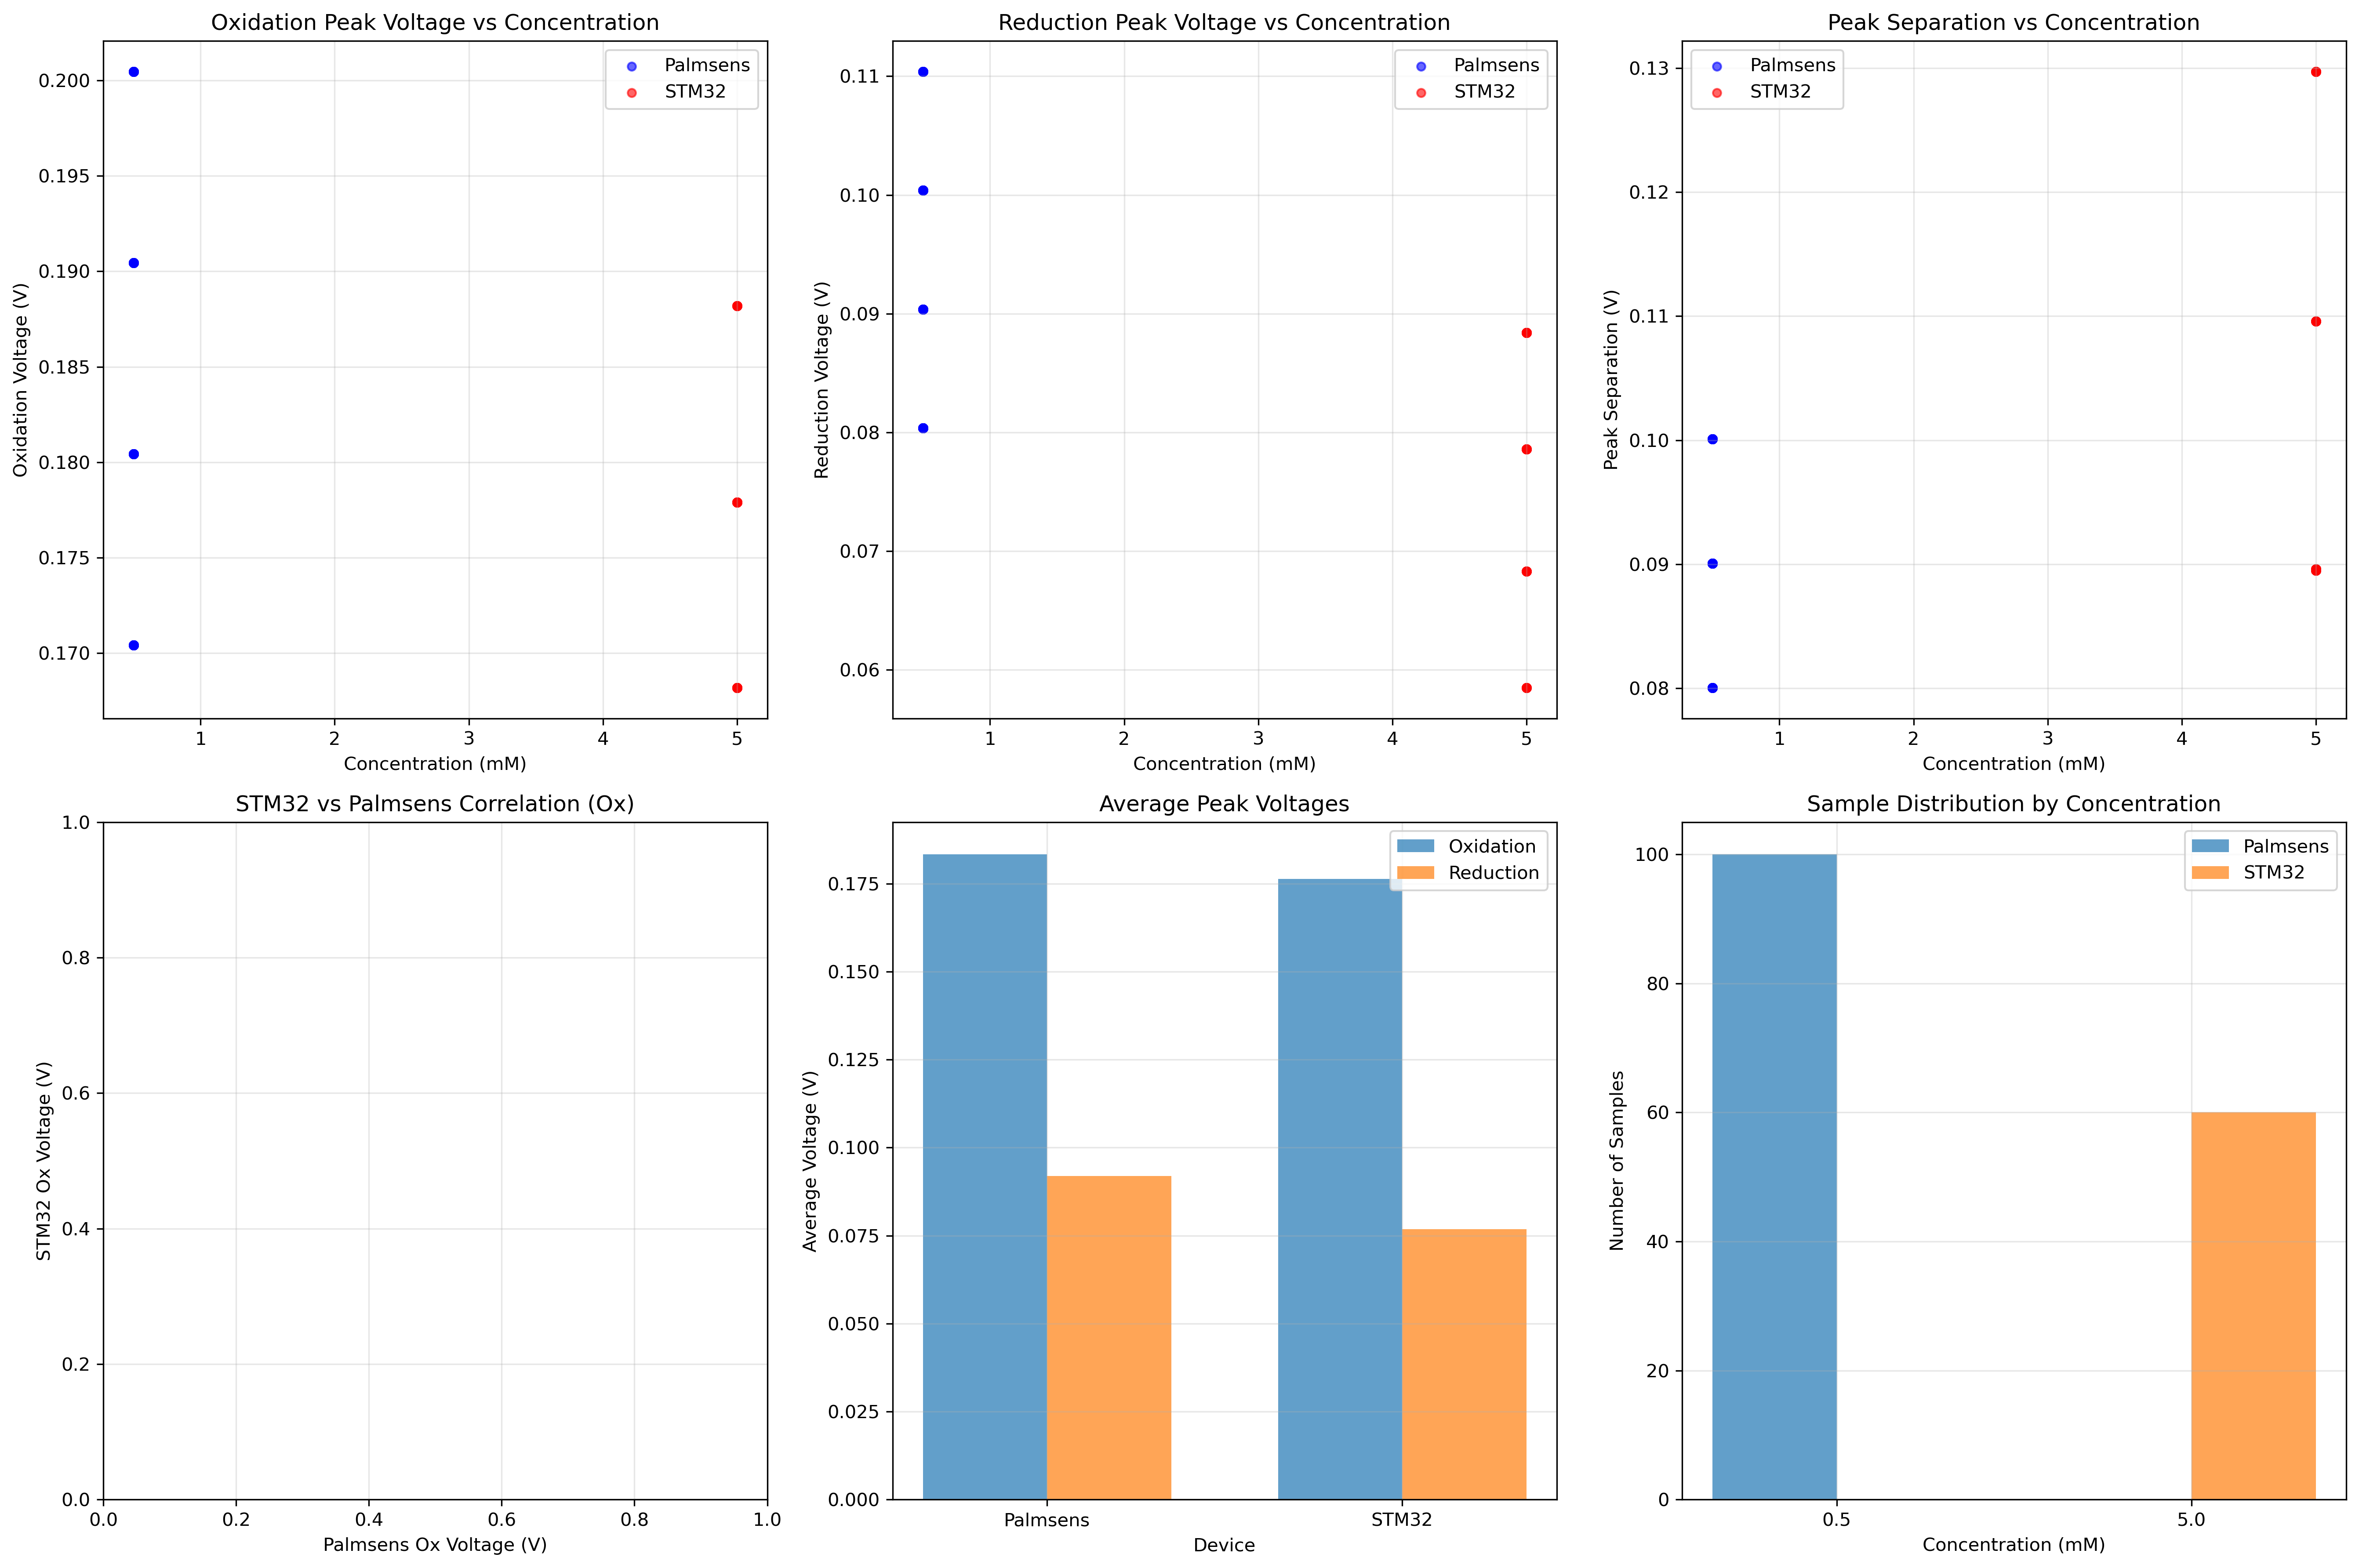 Oxidation Peak Voltage vs Concentration
Palmsens
STM32
0.200
0.195
0.190
0.185
0.180
0.175
0.170
Oxidation Voltage (V)
1 2 3 4 5
Concentration (mM)
Reduction Peak Voltage vs Concentration
Palmsens
STM32
0.11
0.10
0.09
0.08
0.07
0.06
Reduction Voltage (V)
1 2 3 4 5
Concentration (mM)
Peak Separation vs Concentration
Palmsens
STM32
0.13
0.12
0.11
0.10
0.09
0.08
Peak Separation (V)
1 2 3 4 5
Concentration (mM)
STM32 vs Palmsens Correlation (Ox)
1.0
0.8
0.6
0.4
0.2
0.0
STM32 Ox Voltage (V)
0.0 0.2 0.4 0.6 0.8 1.0
Palmsens Ox Voltage (V)
Average Peak Voltages
Oxidation
Reduction
0.175
0.150
0.125
0.100
0.075
0.050
0.025
0.000
Average Voltage (V)
Palmsens STM32
Device
Sample Distribution by Concentration
Palmsens
STM32
100
80
60
40
20
0
Number of Samples
0.5 5.0
Concentration (mM)